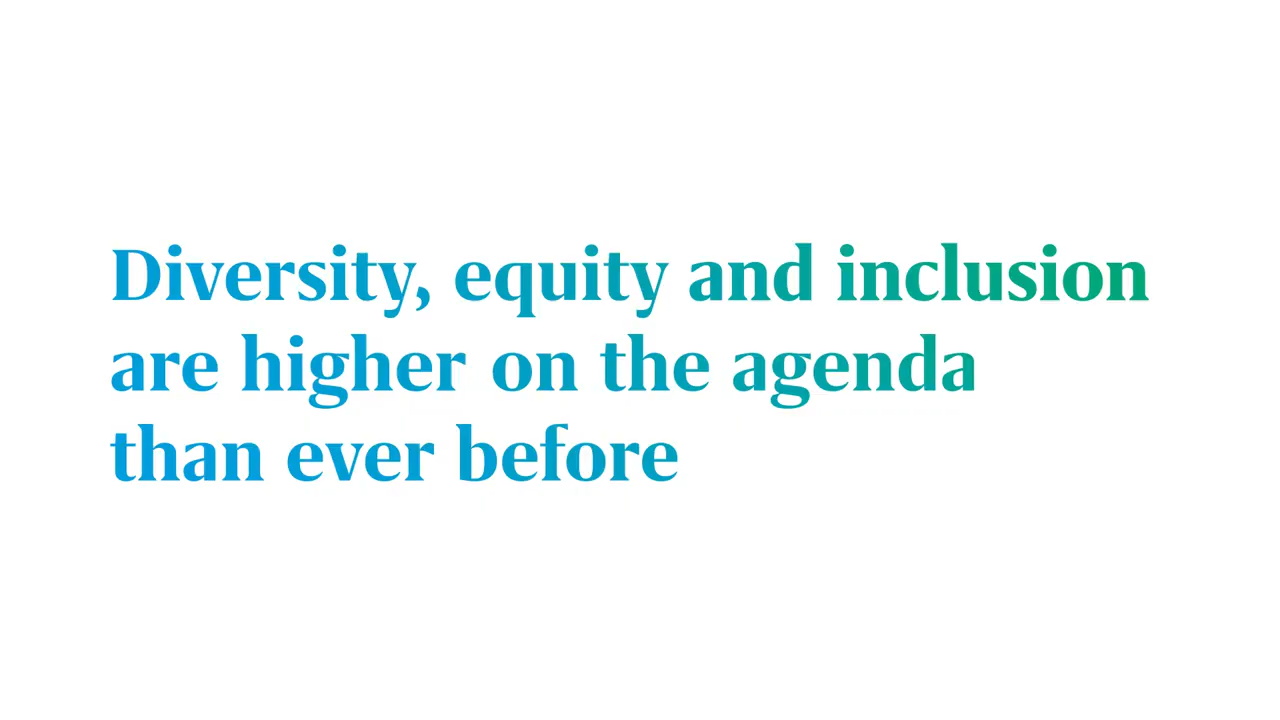 Diversity, equity and inclusion
are higher on the agenda
than ever before